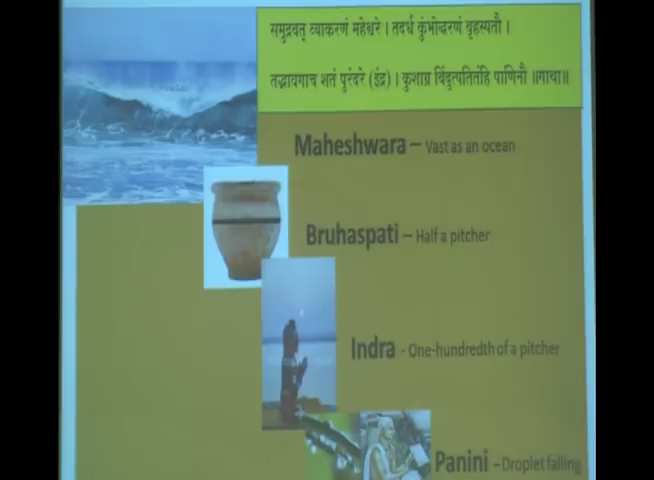 समुद्रवत् व्याकरणं महेश्वरे । तदर्ध कुंभोद्धरणं बृहस्पतौ ।
तद्भावगाच शतं पुरंदरे (इंद्र) । कुशाग्र बिंदुत्पतितंहि पाणिनौ ॥गाथा॥
Maheshwara – Vast as an ocean
Bruhaspati – Half a pitcher
Indra - One-hundredth of a pitcher
Panini – Droplet falling